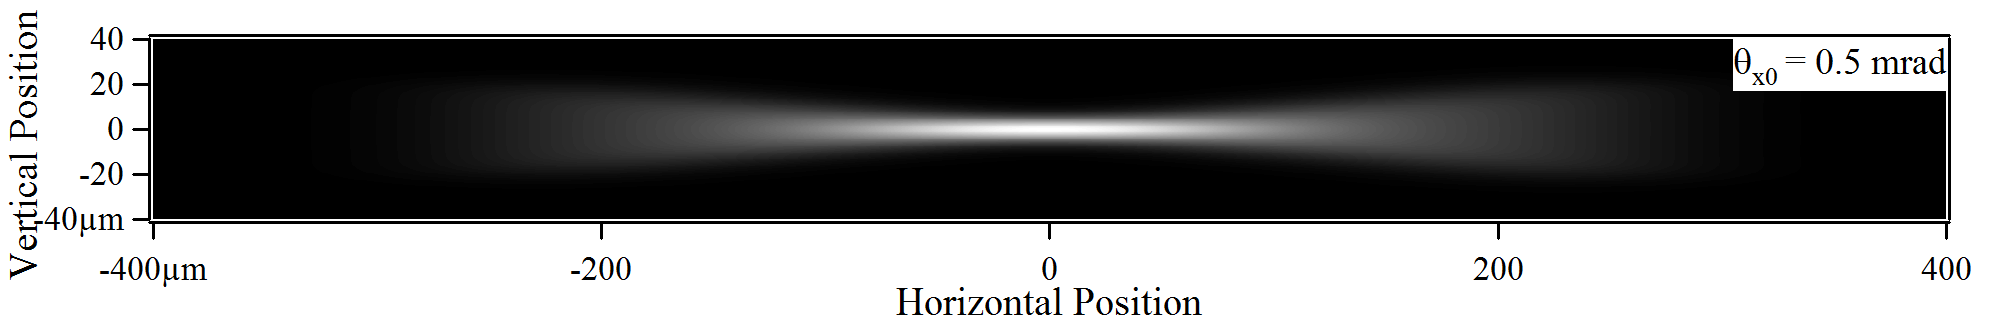 40
20
0
-20
-40µm
Vertical Position
θx0 = 0.5 mrad
-400µm
-200
0
200
400
Horizontal Position